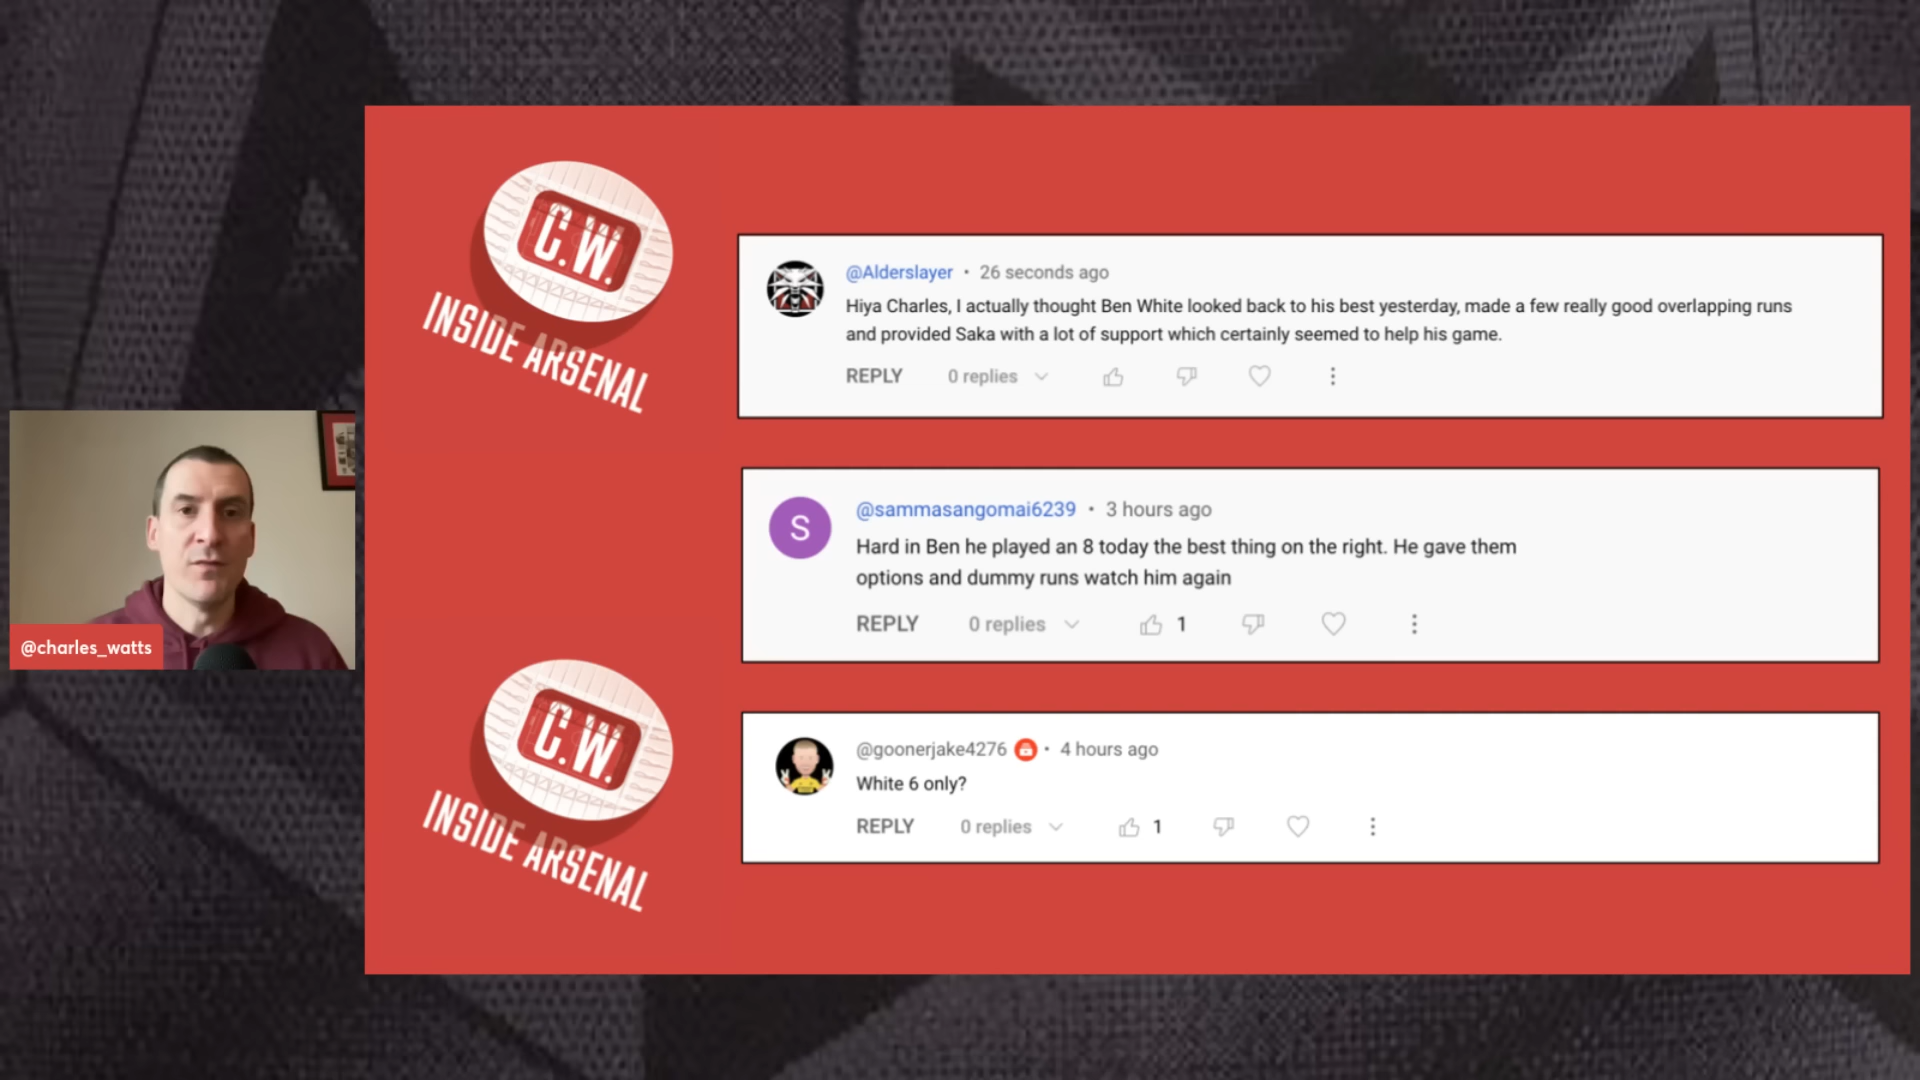 C.W.
INSIDE ARSENAL
@Alderslayer • 26 seconds ago
Hiya Charles, I actually thought Ben White looked back to his best yesterday, made a few really good overlapping runs
and provided Saka with a lot of support which certainly seemed to help his game.
REPLY 0 replies
S
@sammasangomai6239 • 3 hours ago
Hard in Ben he played an 8 today the best thing on the right. He gave them
options and dummy runs watch him again
REPLY 0 replies 1
@charles_watts
C.W.
INSIDE ARSENAL
@goonerjake4276 • 4 hours ago
White 6 only?
REPLY 0 replies 1